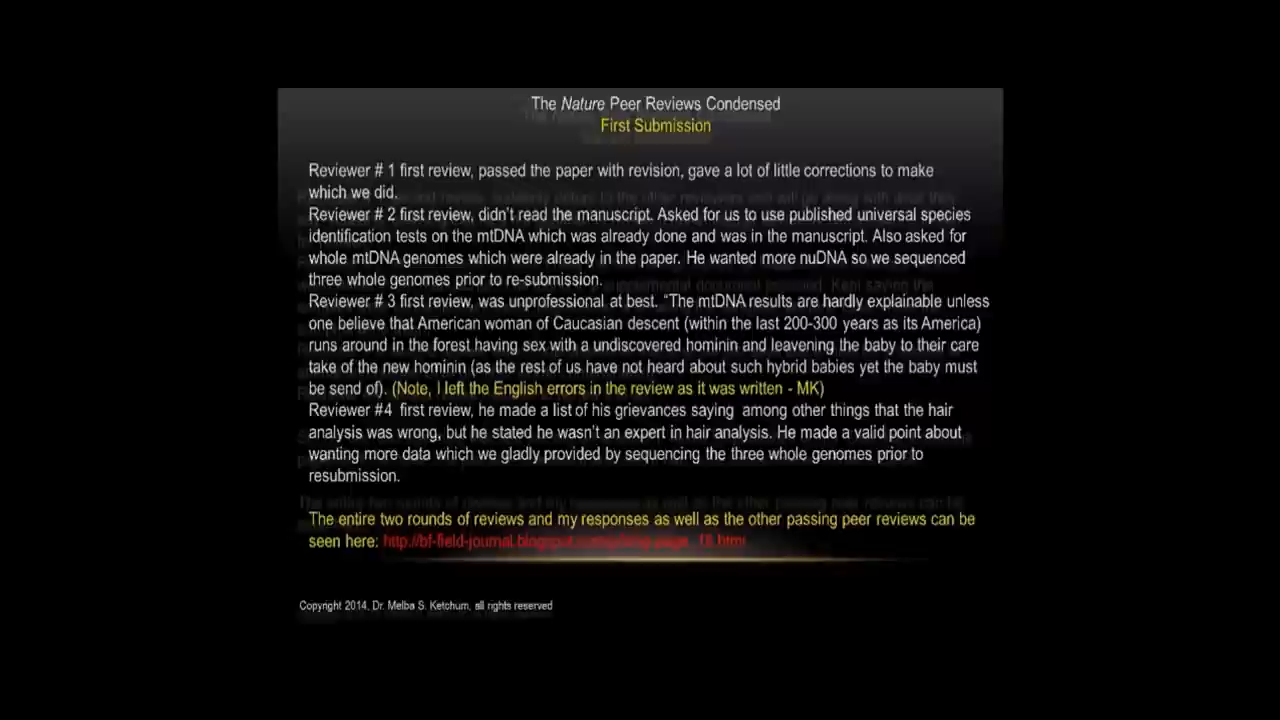 The Nature Peer Reviews Condensed
First Submission
Reviewer # 1 first review, passed the paper with revision, gave a lot of little corrections to make
which we did.
Reviewer # 2 first review, didn't read the manuscript. Asked for us to use published universal species
identification tests on the mtDNA which was already done and was in the manuscript. Also asked for
whole mtDNA genomes which were already in the paper. He wanted more nuDNA so we sequenced
three whole genomes prior to re-submission.
Reviewer # 3 first review, was unprofessional at best. “The mtDNA results are hardly explainable unless
one believe that American woman of Caucasian descent (within the last 200-300 years as its America)
runs around in the forest having sex with a undiscovered hominin and leavening the baby to their care
take of the new hominin (as the rest of us have not heard about such hybrid babies yet the baby must
be send of). (Note, I left the English errors in the review as it was written - MK)
Reviewer #4 first review, he made a list of his grievances saying among other things that the hair
analysis was wrong, but he stated he wasn't an expert in hair analysis. He made a valid point about
wanting more data which we gladly provided by sequencing the three whole genomes prior to
resubmission.
The entire two rounds of reviews and my responses as well as the other passing peer reviews can be
seen here:
Copyright 2014, Dr. Melba S. Ketchum, all rights reserved